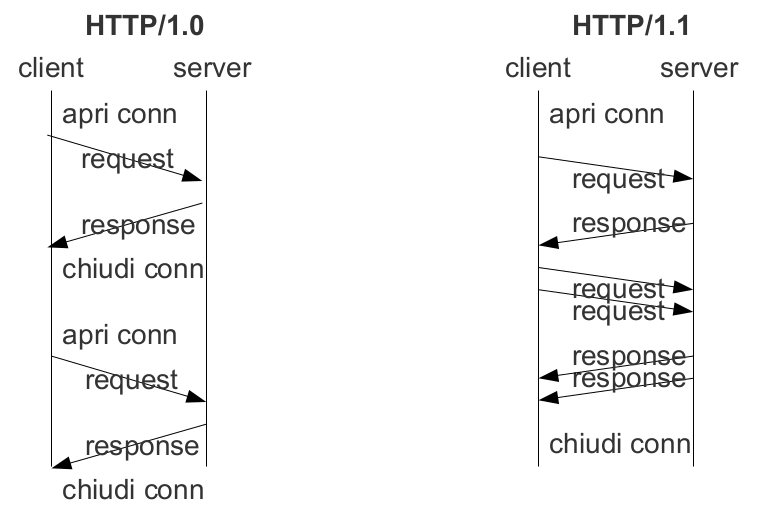 HTTP/1.0
client server
apri conn
request
response
chiudi conn
apri conn
request
response
chiudi conn
HTTP/1.1
client server
apri conn
request
response
request
request
response
response
chiudi conn